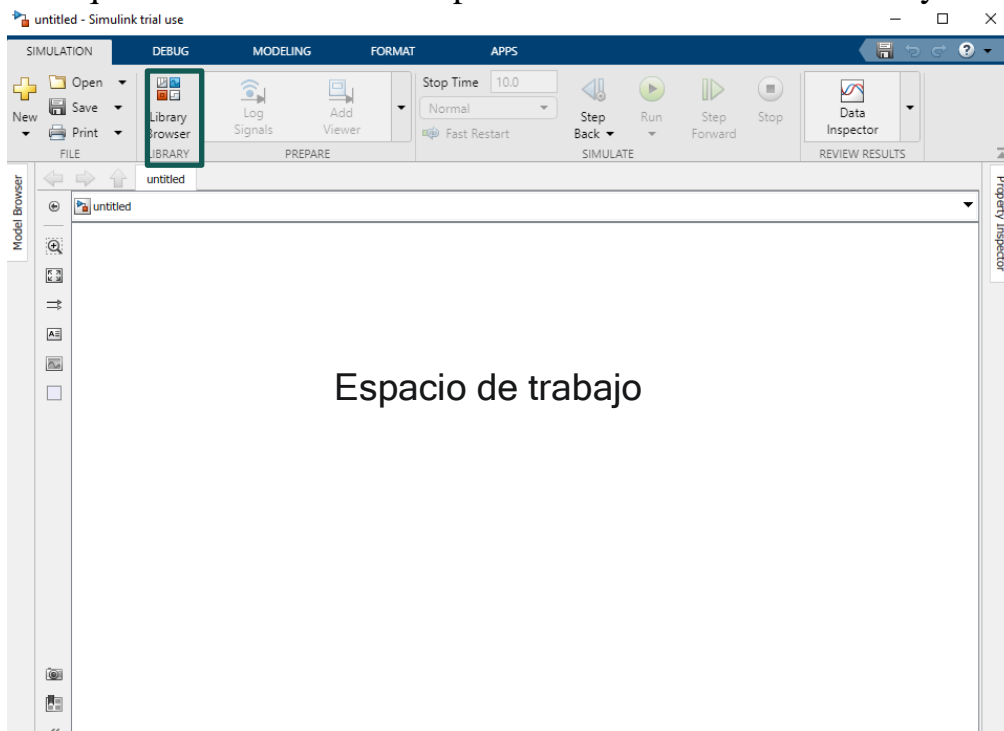 untitled - Simulink trial use
SIMULATION DEBUG MODELING FORMAT APPS
New
Open
Save
Print
FILE
Library
Browser
LIBRARY
Log
Signals
Add
Viewer
PREPARE
Stop Time 10.0
Normal
Fast Restart
Step
Back
Run
Step
Forward
Stop
SIMULATE
Data
Inspector
REVIEW RESULTS
Model Browser
untitled
untitled
Property Inspector
Espacio de trabajo